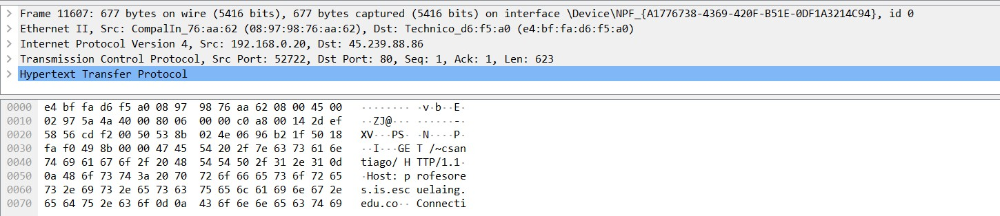 Frame 11607: 677 bytes on wire (5416 bits), 677 bytes captured (5416 bits) on interface \Device\NPF_{A1776738-4369-420F-B51E-0DF1A3214C94}, id 0
Ethernet II, Src: CompalIn_76:aa:62 (08:97:98:76:aa:62), Dst: Technico_d6:f5:a0 (e4:bf:fa:d6:f5:a0)
Internet Protocol Version 4, Src: 192.168.0.20, Dst: 45.239.88.86
Transmission Control Protocol, Src Port: 52722, Dst Port: 80, Seq: 1, Ack: 1, Len: 623
Hypertext Transfer Protocol
0000 e4 bf fa d6 f5 a0 08 97 98 76 aa 62 08 00 45 00 ········ ·v·b··E·
0010 02 97 5a 4a 40 00 80 06 00 00 c0 a8 00 14 2d ef ··ZJ@··· ······-·
0020 58 56 cd f2 00 50 53 8b 02 4e 06 96 b2 1f 50 18 XV···PS· ·N····P·
0030 fa f0 49 8b 00 00 47 45 54 20 2f 7e 63 73 61 6e ··I···GE T /~csan
0040 74 69 61 67 6f 2f 20 48 54 54 50 2f 31 2e 31 0d tiago/ H TTP/1.1·
0050 0a 48 6f 73 74 3a 20 70 72 6f 66 65 73 6f 72 65 ·Host: p rofesore
0060 73 2e 69 73 2e 65 73 63 75 65 6c 61 69 6e 67 2e s.is.esc uelaing.
0070 65 64 75 2e 63 6f 0d 0a 43 6f 6e 6e 65 63 74 69 edu.co·· Connecti